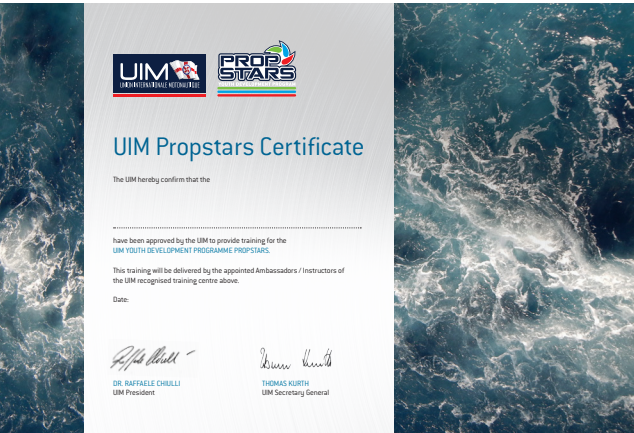 UIM
UNION INTERNATIONALE MOTONAUTIQUE
PROP
STARS
YOUTH DEVELOPMENT PROGRAM
UIM Propstars Certificate
The UIM hereby confirm that the
have been approved by the UIM to provide training for the
UIM YOUTH DEVELOPMENT PROGRAMME PROPSTARS.
This training will be delivered by the appointed Ambassadors / Instructors of
the UIM recognised training centre above.
Date:
DR. RAFFAELE CHIULLI
UIM President
THOMAS KURTH
UIM Secretary General